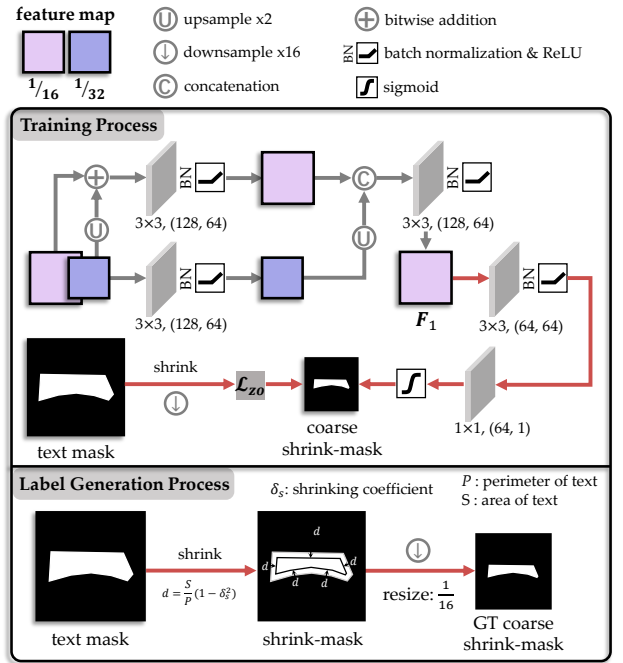 feature map
1/16
1/32
U upsample x2
↓ downsample x16
C concatenation
+ bitwise addition
BN batch normalization & ReLU
sigmoid
Training Process
+
BN
C
BN
3×3, (128, 64)
3×3, (128, 64)
U
U
BN
BN
3×3, (128, 64)
F₁
3×3, (64, 64)
shrink
ℒzo
↓
text mask
coarse
shrink-mask
1×1, (64, 1)
Label Generation Process
δₛ: shrinking coefficient
P : perimeter of text
S : area of text
shrink
d = S/P (1 − δₛ²)
d
d
d
d
d
↓
resize: 1/16
text mask
shrink-mask
GT coarse
shrink-mask